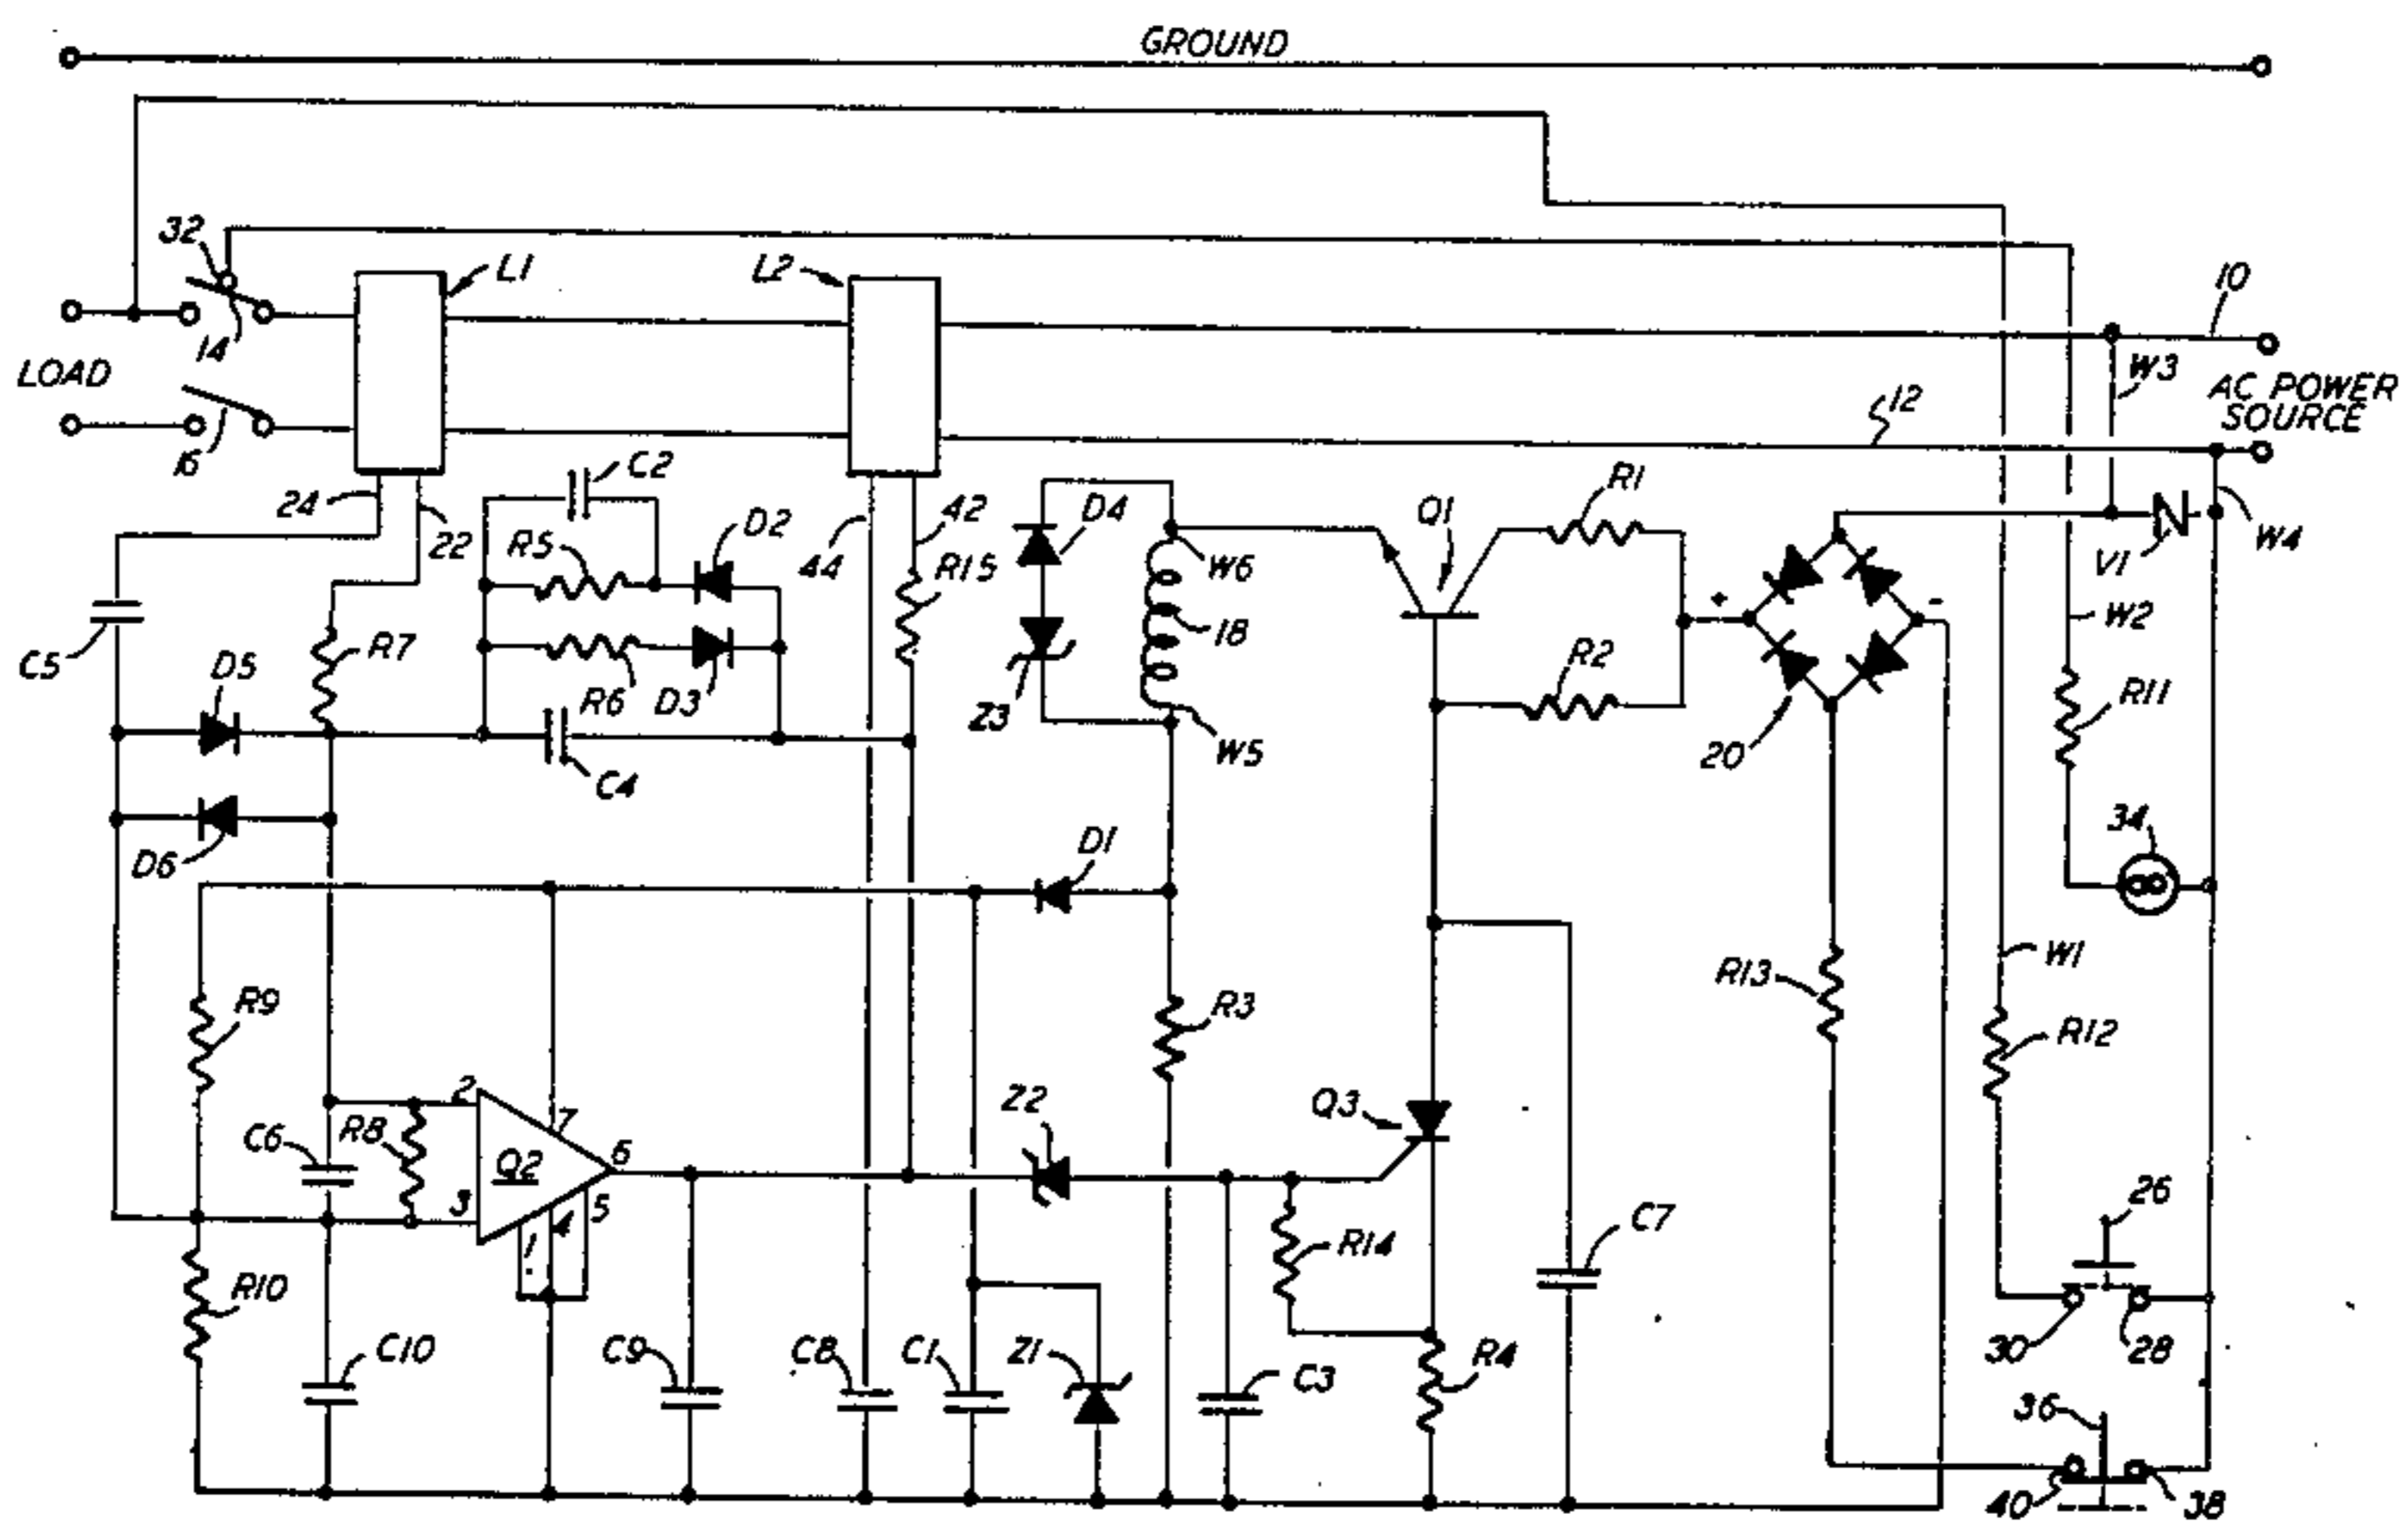 GROUND
32
L1
L2
10
14
LOAD
W3
AC POWER
SOURCE
12
16
24
22
C2
R5
D2
44
42
R15
D4
W6
Q1
R1
V1
W4
C5
D5
R7
R6
D3
18
Z3
W5
R2
+
-
20
W2
R11
C4
D6
D1
34
R9
R3
R13
W1
R12
2
7
C6
R8
Q2
6
3
1
4
5
Z2
Q3
26
R10
R14
C7
C10
C9
C8
C1
Z1
C3
R4
30
28
36
40
38